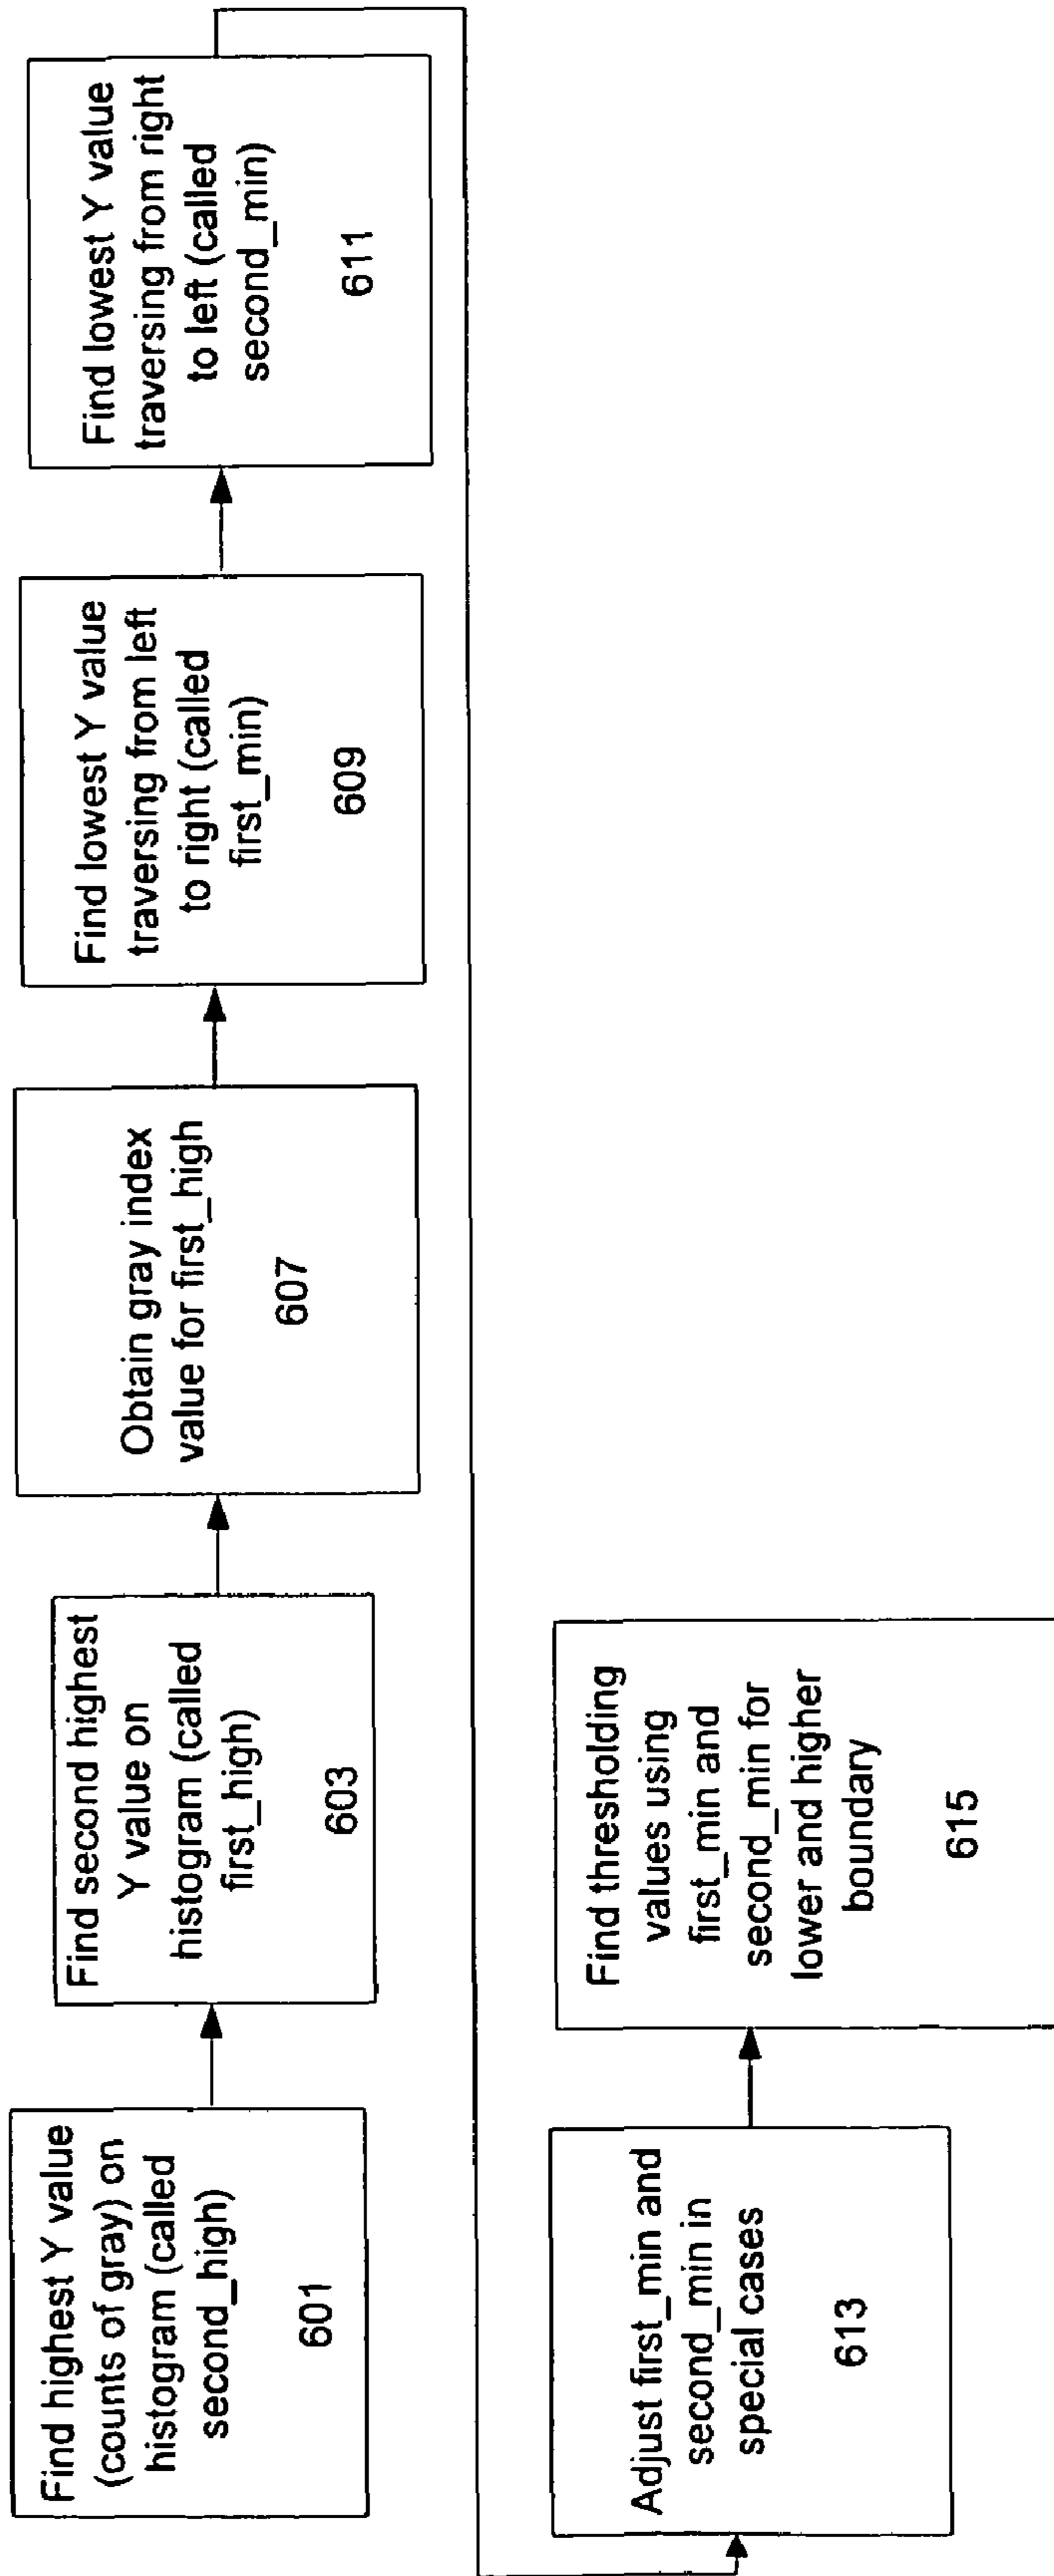 Find highest Y value
(counts of gray) on
histogram (called
second_high)
601
Find second highest
Y value on
histogram (called
first_high)
603
Obtain gray index
value for first_high
607
Find lowest Y value
traversing from left
to right (called
first_min)
609
Find lowest Y value
traversing from right
to left (called
second_min)
611
Adjust first_min and
second_min in
special cases
613
Find thresholding
values using
first_min and
second_min for
lower and higher
boundary
615